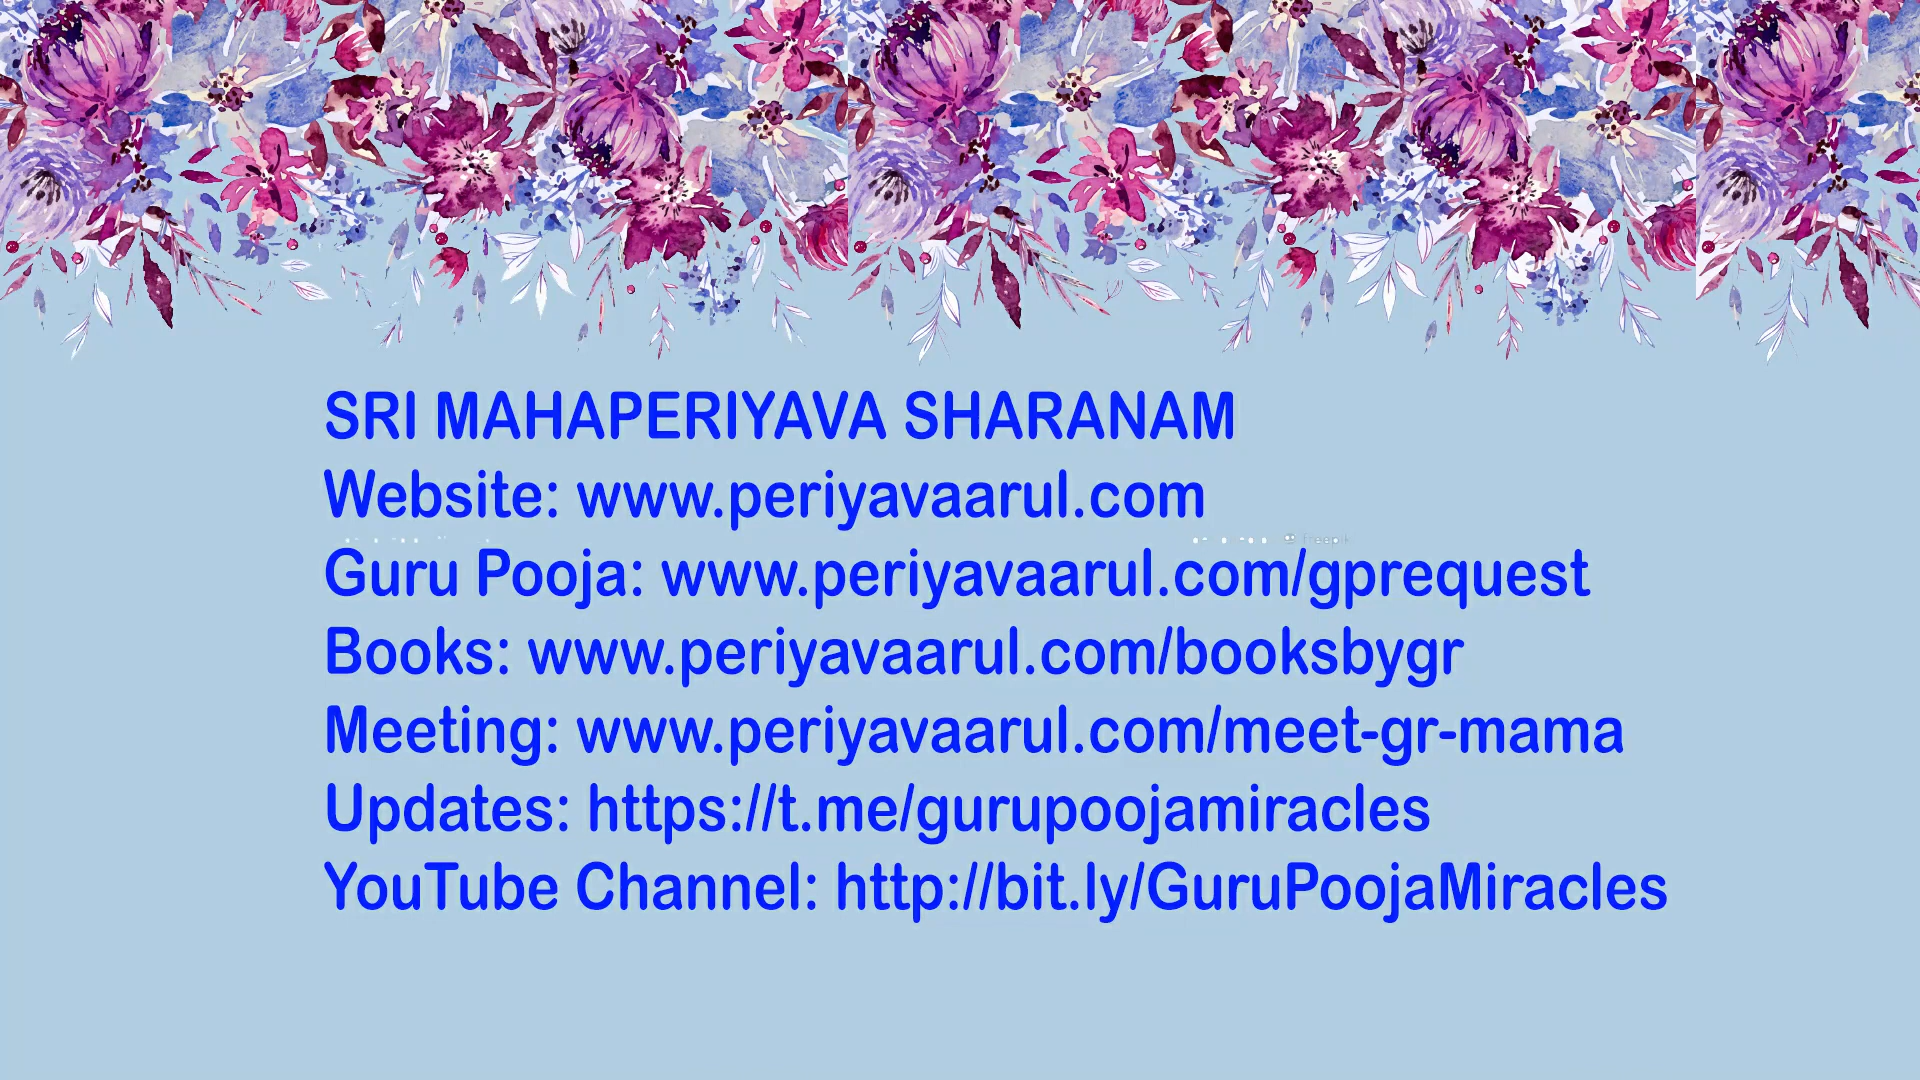 SRI MAHAPERIYAVA SHARANAM
Website: www.periyavaarul.com
Guru Pooja: www.periyavaarul.com/gprequest
Books: www.periyavaarul.com/booksbygr
Meeting: www.periyavaarul.com/meet-gr-mama
Updates: https://t.me/gurupoojamiracles
YouTube Channel: http://bit.ly/GuruPoojaMiracles